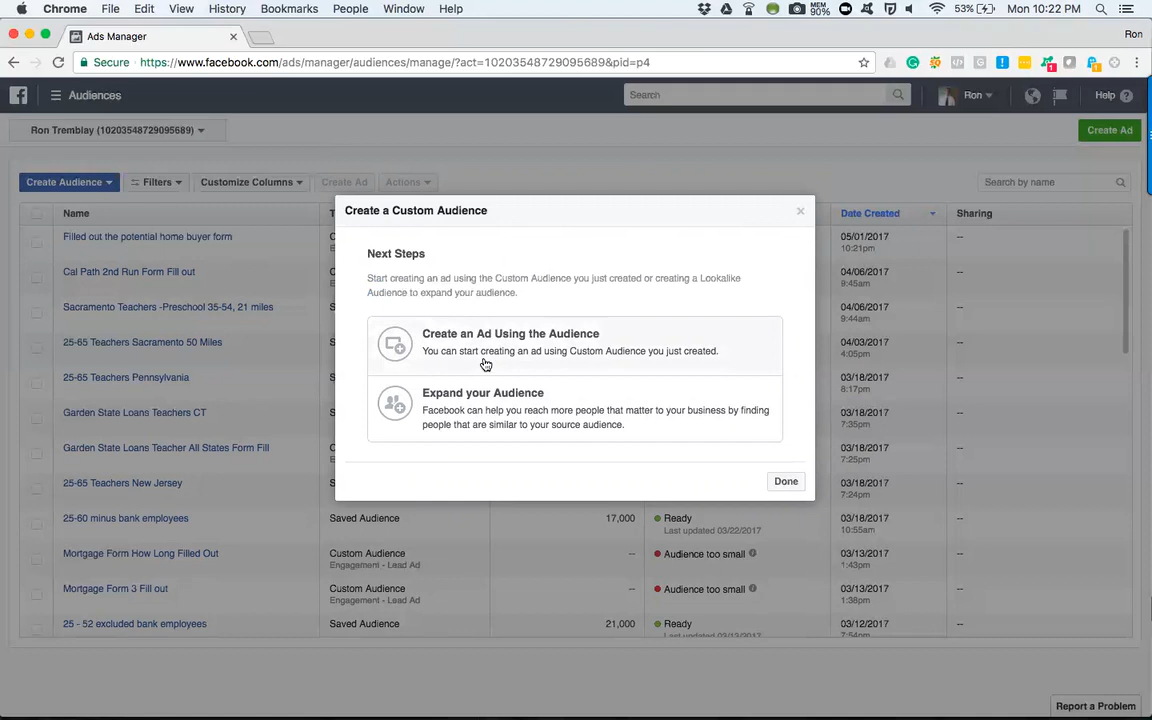 Chrome File Edit View History Bookmarks People Window Help MEM 90% 53% Mon 10:22 PM
Ads Manager Ron
Secure https://www.facebook.com/ads/manager/audiences/manage/?act=10203548729095689&pid=p4
Audiences Search Ron Help
Ron Tremblay (10203548729095689) Create Ad
Create Audience Filters Customize Columns Create Ad Actions Search by name
Create a Custom Audience
Next Steps
Start creating an ad using the Custom Audience you just created or creating a Lookalike
Audience to expand your audience.
Create an Ad Using the Audience
You can start creating an ad using Custom Audience you just created.
Expand your Audience
Facebook can help you reach more people that matter to your business by finding
people that are similar to your source audience.
Done
Name Date Created Sharing
Filled out the potential home buyer form 05/01/2017 --
10:21pm
Cal Path 2nd Run Form Fill out 04/06/2017 --
9:45am
Sacramento Teachers -Preschool 35-54, 21 miles 04/06/2017 --
9:44am
25-65 Teachers Sacramento 50 Miles 04/03/2017 --
4:05pm
25-65 Teachers Pennsylvania 03/18/2017 --
8:17pm
Garden State Loans Teachers CT 03/18/2017 --
7:35pm
Garden State Loans Teacher All States Form Fill 03/18/2017 --
7:25pm
25-65 Teachers New Jersey 03/18/2017 --
7:24pm
25-60 minus bank employees Saved Audience 17,000 Ready 03/18/2017 --
Last updated 03/22/2017 10:55am
Mortgage Form How Long Filled Out Custom Audience -- Audience too small 03/13/2017 --
Engagement - Lead Ad 1:43pm
Mortgage Form 3 Fill out Custom Audience -- Audience too small 03/13/2017 --
Engagement - Lead Ad 1:38pm
25 - 52 excluded bank employees Saved Audience 21,000 Ready 03/12/2017 --
Last updated 03/13/2017 7:54pm
Report a Problem